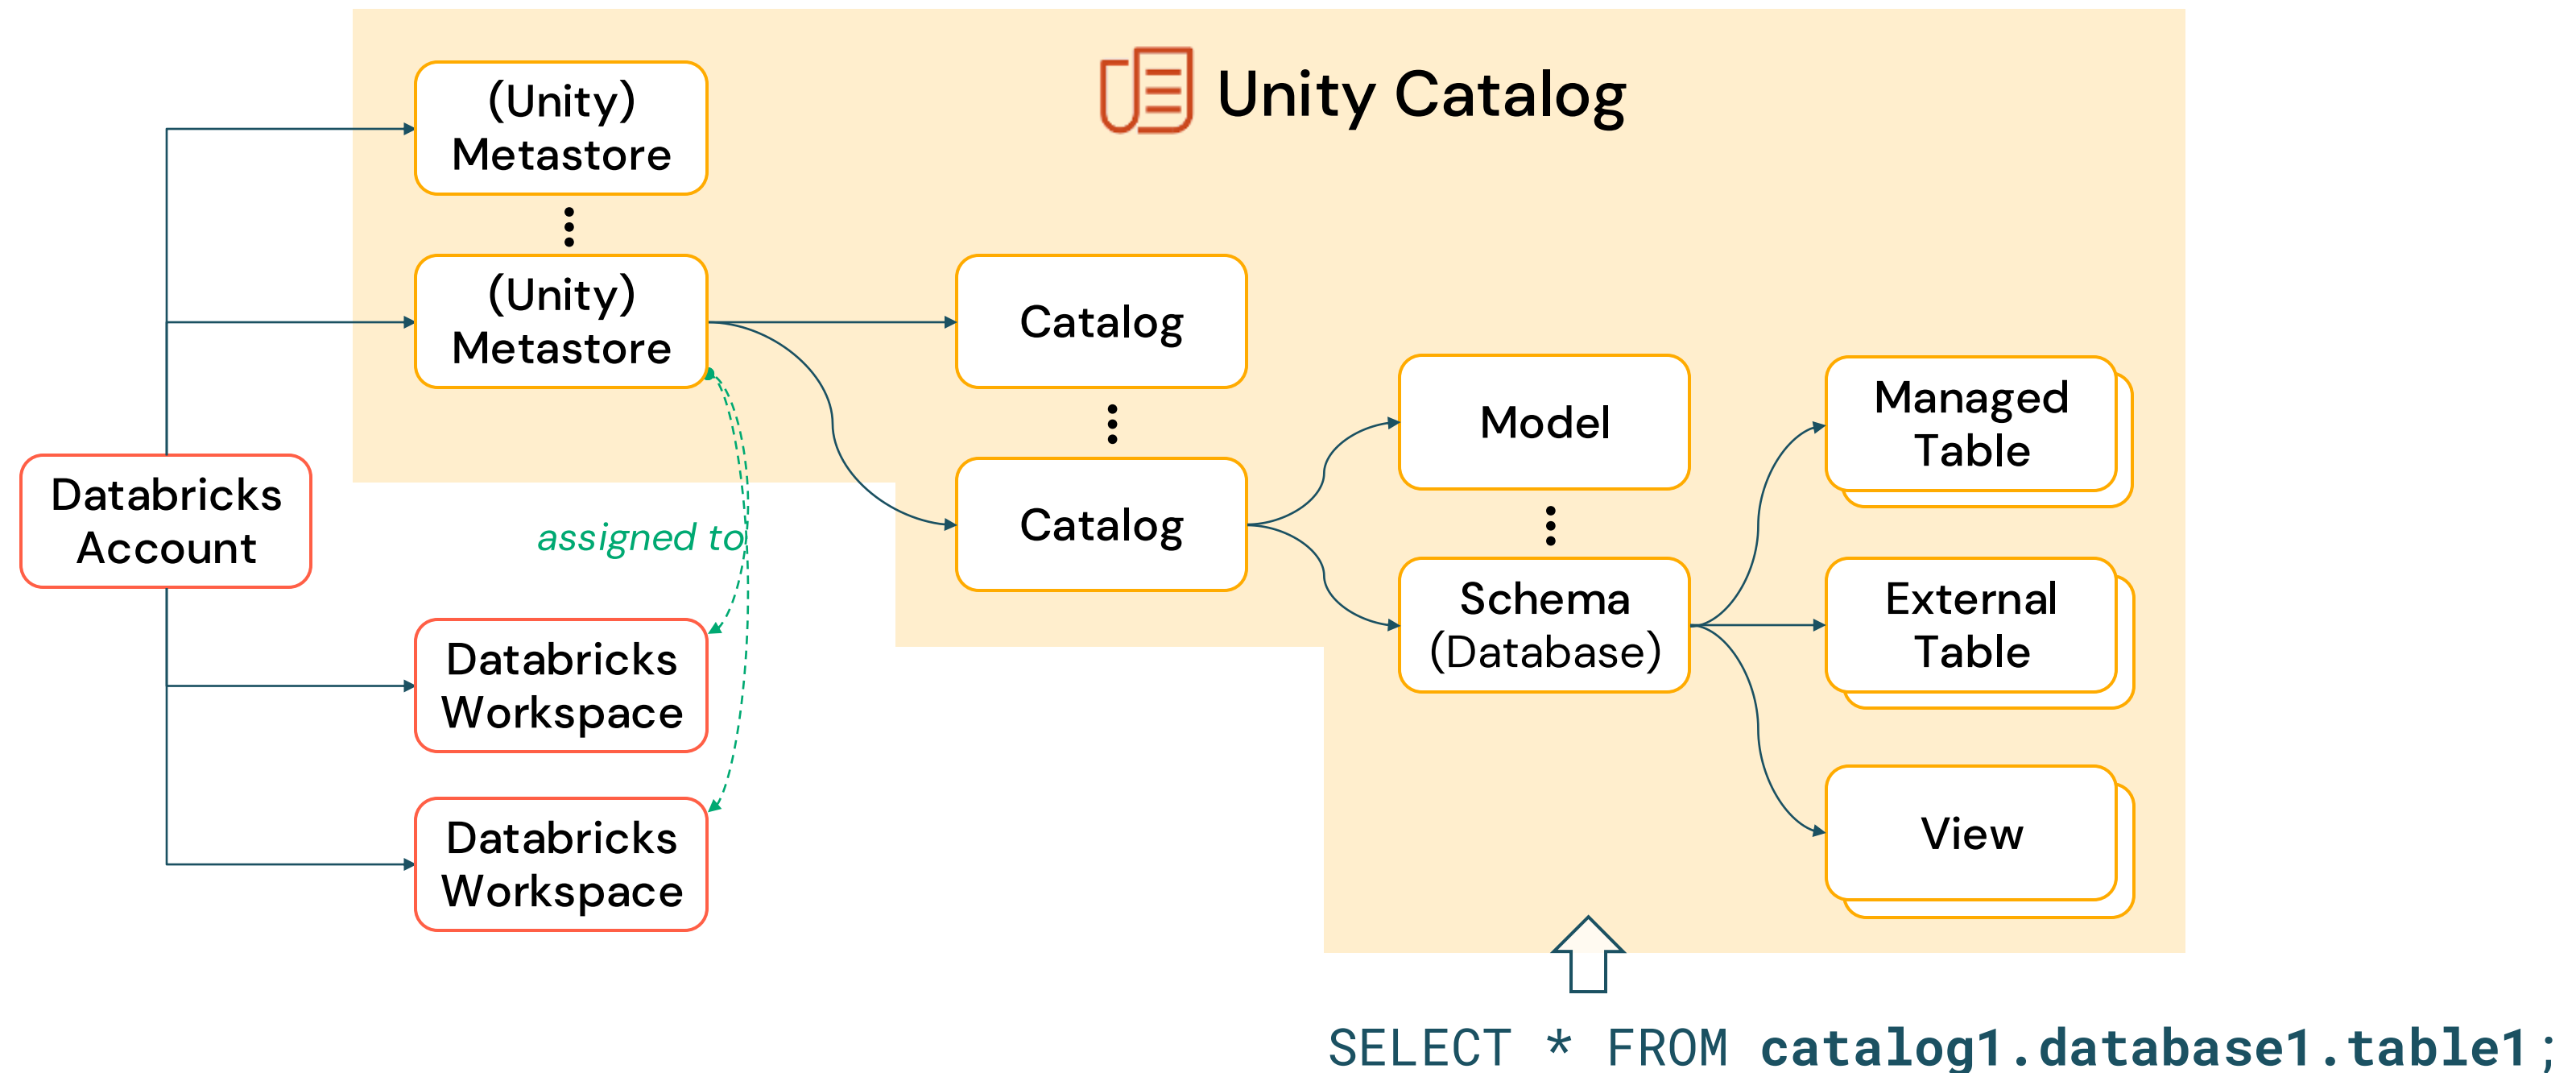 Unity Catalog
(Unity)
Metastore
(Unity)
Metastore
Catalog
Catalog
Model
Schema
(Database)
Managed
Table
External
Table
View
Databricks
Account
assigned to
Databricks
Workspace
Databricks
Workspace
SELECT * FROM catalog1.database1.table1;